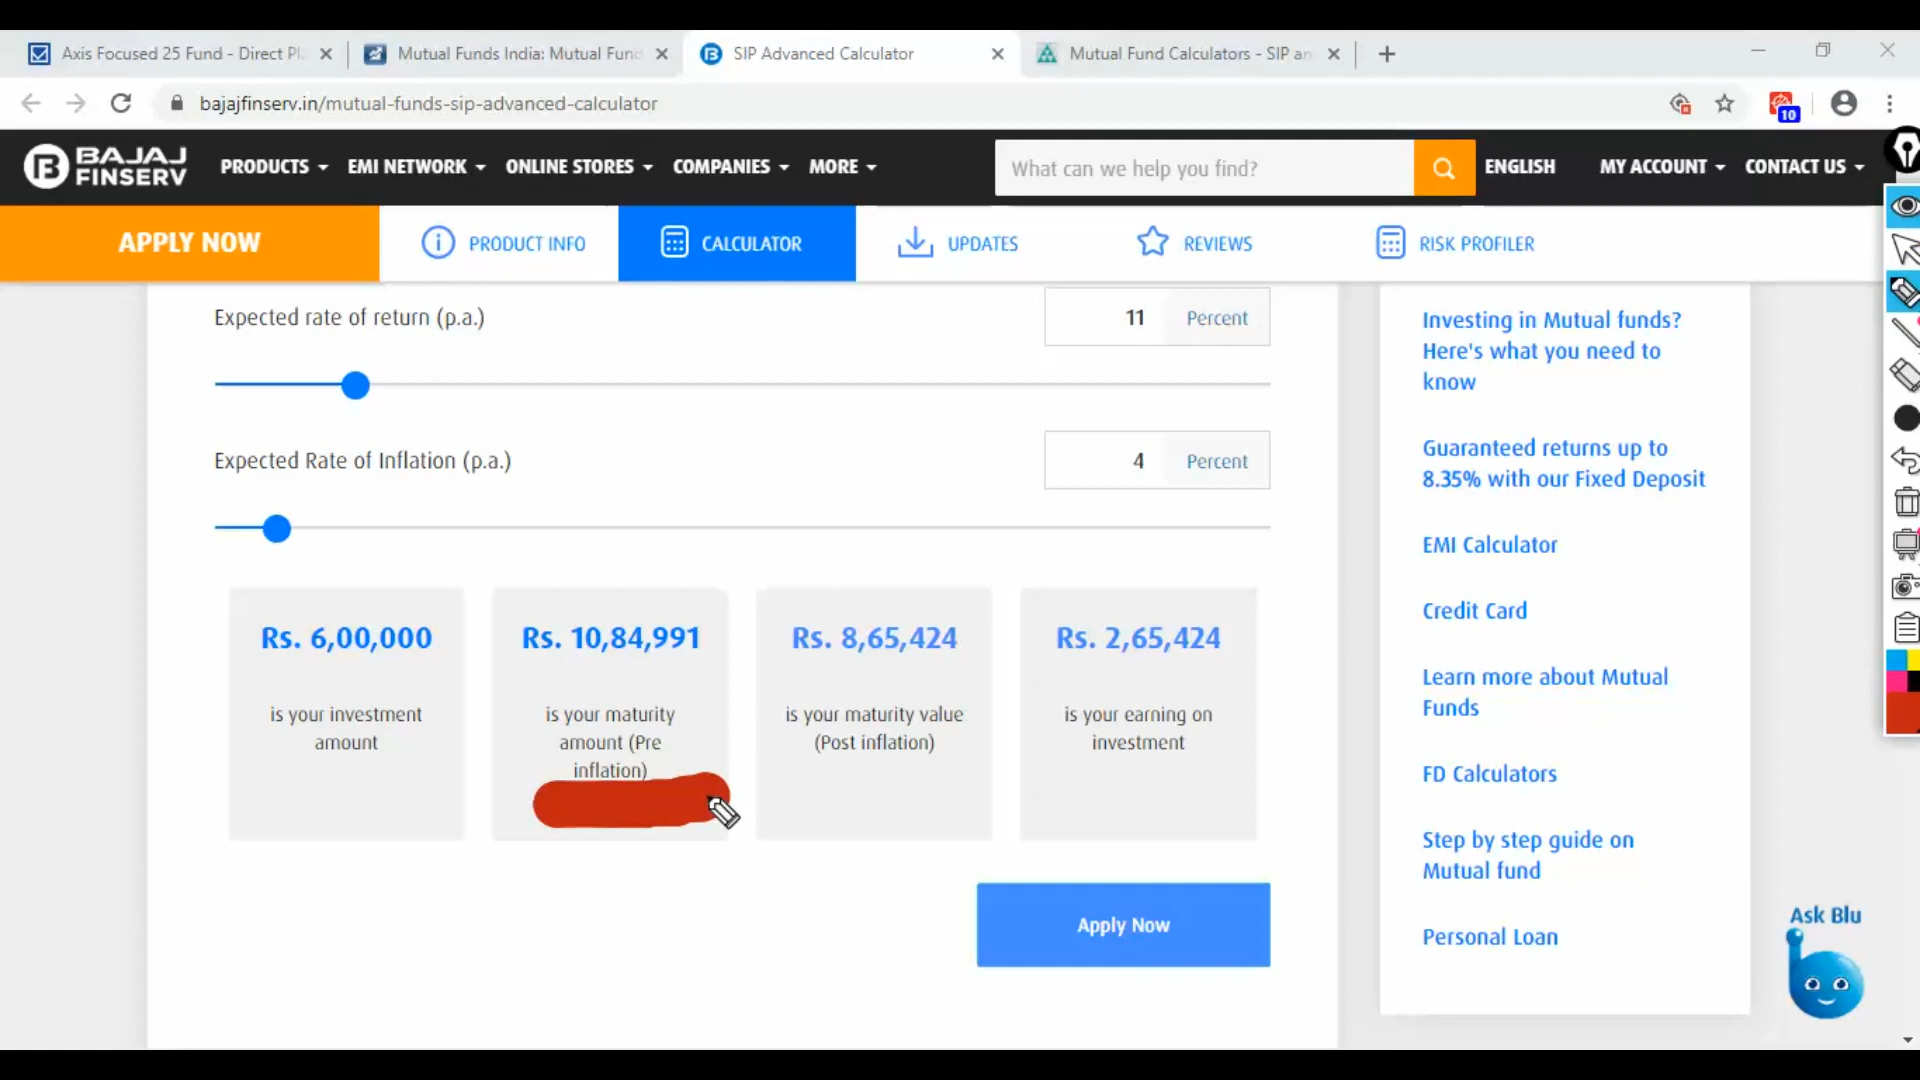 Axis Focused 25 Fund - Direct Pl
Mutual Funds India: Mutual Fund
SIP Advanced Calculator
Mutual Fund Calculators - SIP an
bajajfinserv.in/mutual-funds-sip-advanced-calculator
10
BAJAJ
FINSERV
PRODUCTS
EMI NETWORK
ONLINE STORES
COMPANIES
MORE
What can we help you find?
ENGLISH
MY ACCOUNT
CONTACT US
APPLY NOW
PRODUCT INFO
CALCULATOR
UPDATES
REVIEWS
RISK PROFILER
Expected rate of return (p.a.)
11 Percent
Expected Rate of Inflation (p.a.)
4 Percent
Rs. 6,00,000
is your investment
amount
Rs. 10,84,991
is your maturity
amount (Pre
inflation)
Rs. 8,65,424
is your maturity value
(Post inflation)
Rs. 2,65,424
is your earning on
investment
Apply Now
Investing in Mutual funds?
Here's what you need to
know
Guaranteed returns up to
8.35% with our Fixed Deposit
EMI Calculator
Credit Card
Learn more about Mutual
Funds
FD Calculators
Step by step guide on
Mutual fund
Personal Loan
Ask Blu